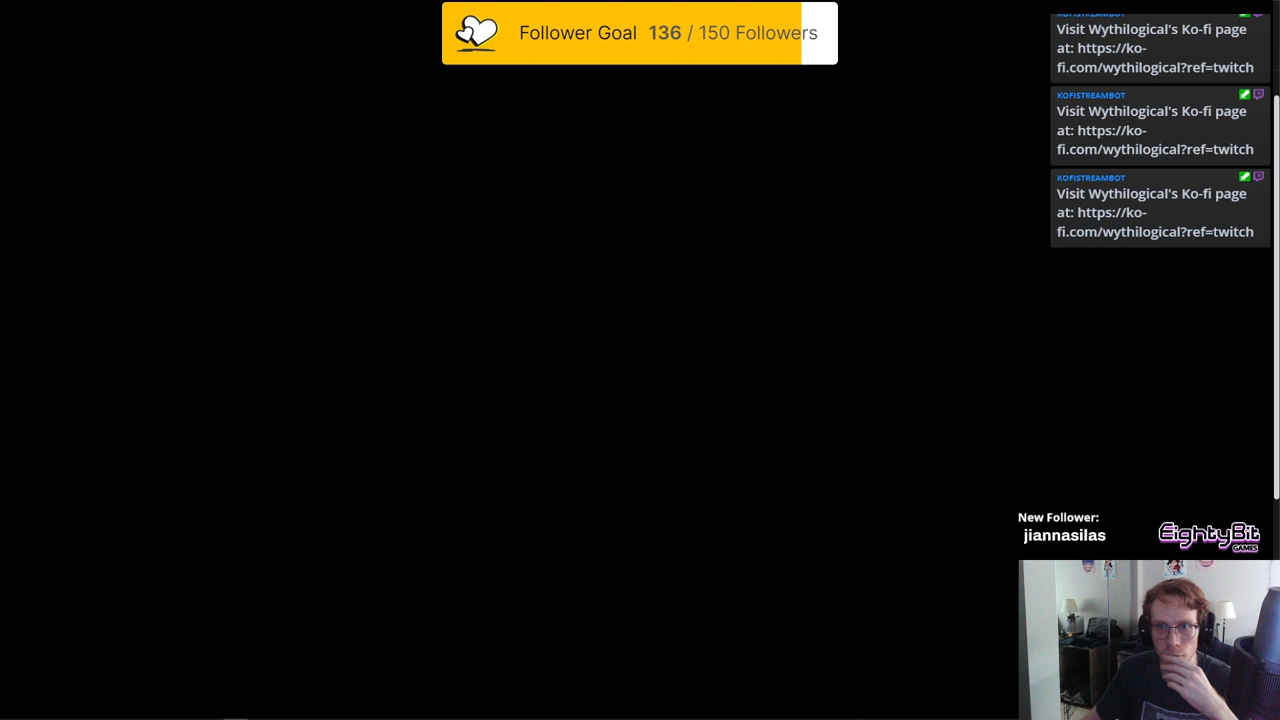 Follower Goal 136 / 150 Followers
KOFISTREAMBOT
Visit Wythilogical's Ko-fi page
at: https://ko-
fi.com/wythilogical?ref=twitch
KOFISTREAMBOT
Visit Wythilogical's Ko-fi page
at: https://ko-
fi.com/wythilogical?ref=twitch
KOFISTREAMBOT
Visit Wythilogical's Ko-fi page
at: https://ko-
fi.com/wythilogical?ref=twitch
New Follower:
jiannasilas
EightyBit
GAMES